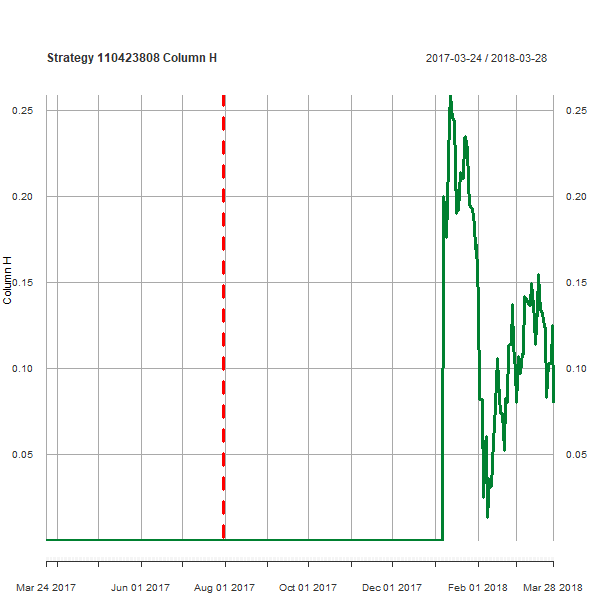 Strategy 110423808 Column H 2017-03-24 / 2018-03-28
0.25 0.25
0.20 0.20
0.15 0.15
Column H
0.10 0.10
0.05 0.05
Mar 24 2017 Jun 01 2017 Aug 01 2017 Oct 01 2017 Dec 01 2017 Feb 01 2018 Mar 28 2018